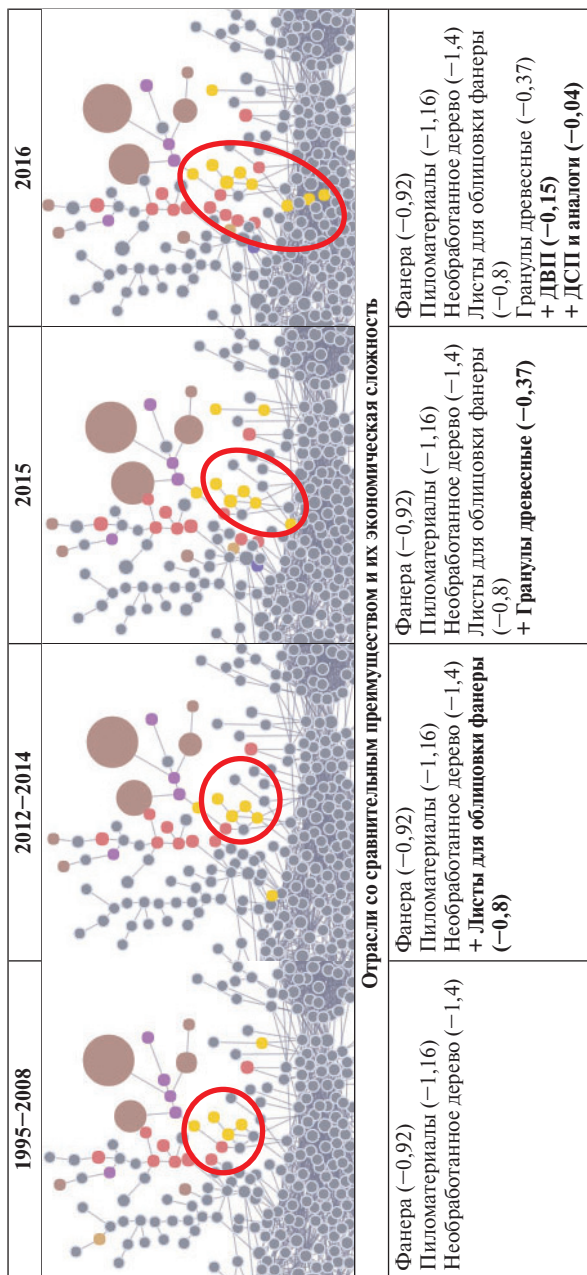 1995–2008
2012–2014
2015
2016
Отрасли со сравнительным преимуществом и их экономическая сложность
Фанера (−0,92)
Пиломатериалы (−1,16)
Необработанное дерево (−1,4)
Фанера (−0,92)
Пиломатериалы (−1,16)
Необработанное дерево (−1,4)
+ Листы для облицовки фанеры
(−0,8)
Фанера (−0,92)
Пиломатериалы (−1,16)
Необработанное дерево (−1,4)
Листы для облицовки фанеры
(−0,8)
+ Гранулы древесные (−0,37)
Фанера (−0,92)
Пиломатериалы (−1,16)
Необработанное дерево (−1,4)
Листы для облицовки фанеры
(−0,8)
Гранулы древесные (−0,37)
+ ДВП (−0,15)
+ ДСП и аналоги (−0,04)